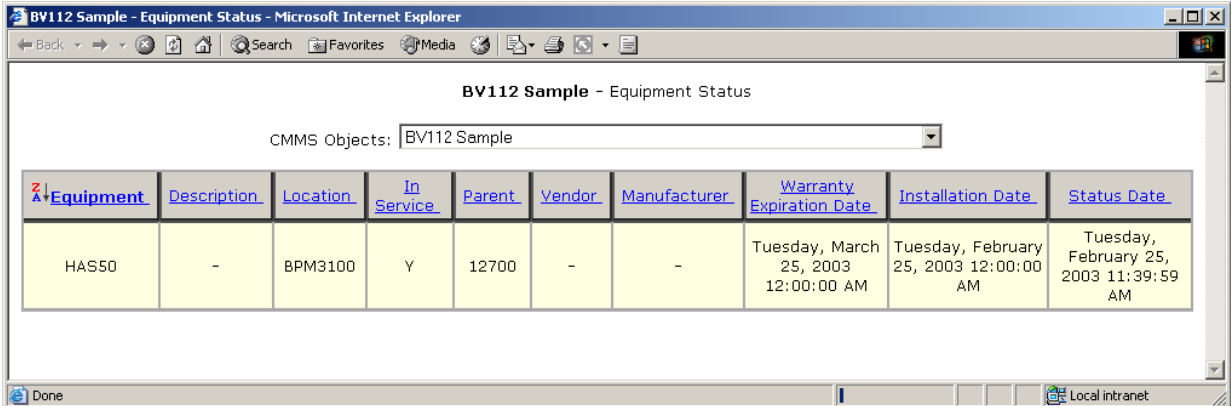 BV112 Sample - Equipment Status - Microsoft Internet Explorer
Back Search Favorites Media
BV112 Sample - Equipment Status
CMMS Objects: BV112 Sample
Z
A Equipment Description Location In Service Parent Vendor Manufacturer Warranty Expiration Date Installation Date Status Date
HAS50 - BPM3100 Y 12700 - - Tuesday, March 25, 2003 12:00:00 AM Tuesday, February 25, 2003 12:00:00 AM Tuesday, February 25, 2003 11:39:59 AM
Done Local intranet